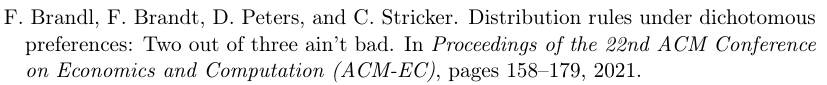 F. Brandl, F. Brandt, D. Peters, and C. Stricker. Distribution rules under dichotomous
preferences: Two out of three ain't bad. In Proceedings of the 22nd ACM Conference
on Economics and Computation (ACM-EC), pages 158–179, 2021.